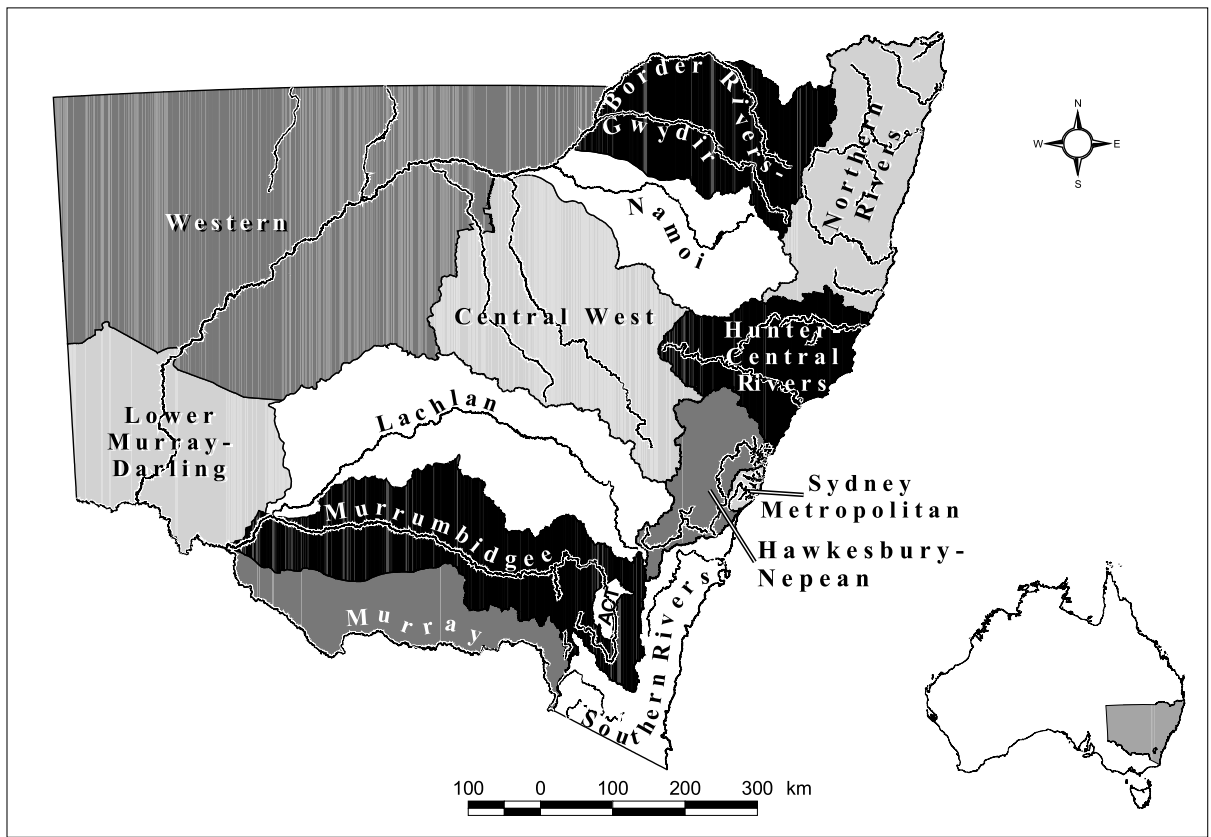 Border Rivers-
Gwydir
Northern
Rivers
N
W
E
S
Western
Namoi
Central West
Hunter-
Central
Rivers
Lower
Murray-
Darling
Lachlan
Sydney
Metropolitan
Hawkesbury-
Nepean
Murrumbidgee
ACT
Murray
Southern Rivers
100 0 100 200 300 km